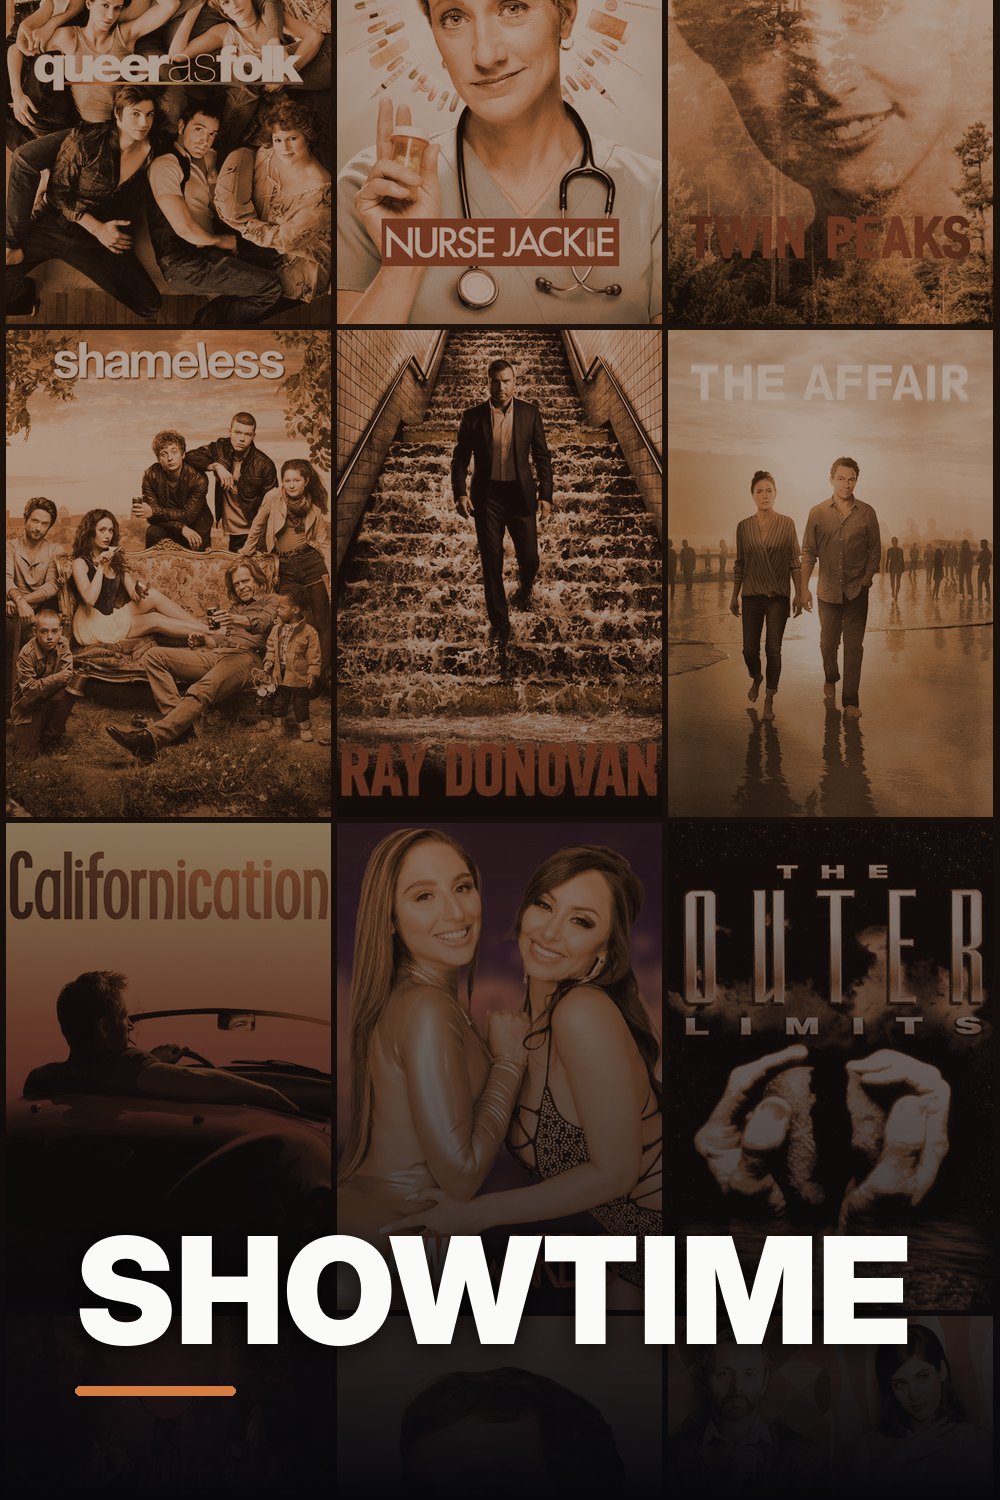 queerasfolk
NURSE JACKIE
TWIN PEAKS
shameless
RAY DONOVAN
THE AFFAIR
Californication
THE
OUTER
LIMITS
SHOWTIME